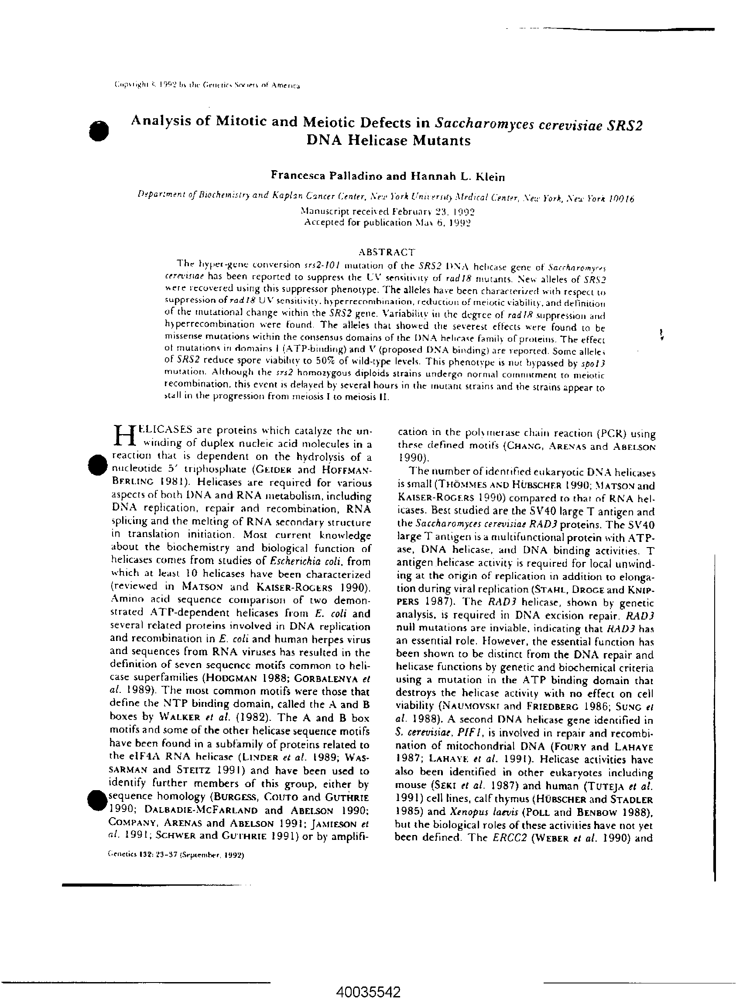 Copyright © 1992 by the Genetics Society of America
Analysis of Mitotic and Meiotic Defects in Saccharomyces cerevisiae SRS2
DNA Helicase Mutants
Francesca Palladino and Hannah L. Klein
Department of Biochemistry and Kaplan Cancer Center, New York University Medical Center, New York, New York 10016
Manuscript received February 23, 1992
Accepted for publication May 6, 1992
ABSTRACT
The hyper-gene conversion srs2-101 mutation of the SRS2 DNA helicase gene of Saccharomyces
cerevisiae has been reported to suppress the UV sensitivity of rad18 mutants. New alleles of SRS2
were recovered using this suppressor phenotype. The alleles have been characterized with respect to
suppression of rad18 UV sensitivity, hyperrecombination, reduction of meiotic viability, and definition
of the mutational change within the SRS2 gene. Variability in the degree of rad18 suppression and
hyperrecombination were found. The alleles that showed the severest effects were found to be
missense mutations within the consensus domains of the DNA helicase family of proteins. The effect
of mutations in domains I (ATP-binding) and V (proposed DNA binding) are reported. Some alleles
of SRS2 reduce spore viability to 50% of wild-type levels. This phenotype is not bypassed by spo13
mutation. Although the srs2 homozygous diploids strains undergo normal commitment to meiotic
recombination, this event is delayed by several hours in the mutant strains and the strains appear to
stall in the progression from meiosis I to meiosis II.
HELICASES are proteins which catalyze the un-
winding of duplex nucleic acid molecules in a
reaction that is dependent on the hydrolysis of a
nucleotide 5′ triphosphate (GEIDER and HOFFMAN-
BERLING 1981). Helicases are required for various
aspects of both DNA and RNA metabolism, including
DNA replication, repair and recombination, RNA
splicing and the melting of RNA secondary structure
in translation initiation. Most current knowledge
about the biochemistry and biological function of
helicases comes from studies of Escherichia coli, from
which at least 10 helicases have been characterized
(reviewed in MATSON and KAISER-ROGERS 1990).
Amino acid sequence comparison of two demon-
strated ATP-dependent helicases from E. coli and
several related proteins involved in DNA replication
and recombination in E. coli and human herpes virus
and sequences from RNA viruses has resulted in the
definition of seven sequence motifs common to heli-
case superfamilies (HODGMAN 1988; GORBALENYA et
al. 1989). The most common motifs were those that
define the NTP binding domain, called the A and B
boxes by WALKER et al. (1982). The A and B box
motifs and some of the other helicase sequence motifs
have been found in a subfamily of proteins related to
the eIF4A RNA helicase (LINDER et al. 1989; WAS-
SARMAN and STEITZ 1991) and have been used to
identify further members of this group, either by
sequence homology (BURGESS, COUTO and GUTHRIE
1990; DALBADIE-MCFARLAND and ABELSON 1990;
COMPANY, ARENAS and ABELSON 1991; JAMIESON et
al. 1991; SCHWER and GUTHRIE 1991) or by amplifi-
cation in the polymerase chain reaction (PCR) using
these defined motifs (CHANG, ARENAS and ABELSON
1990).
The number of identified eukaryotic DNA helicases
is small (THÖMMES and HÜBSCHER 1990; MATSON and
KAISER-ROGERS 1990) compared to that of RNA hel-
icases. Best studied are the SV40 large T antigen and
the Saccharomyces cerevisiae RAD3 proteins. The SV40
large T antigen is a multifunctional protein with ATP-
ase, DNA helicase, and DNA binding activities. T
antigen helicase activity is required for local unwind-
ing at the origin of replication in addition to elonga-
tion during viral replication (STAHL, DROGE and KNIP-
PERS 1987). The RAD3 helicase, shown by genetic
analysis, is required in DNA excision repair. RAD3
null mutations are inviable, indicating that RAD3 has
an essential role. However, the essential function has
been shown to be distinct from the DNA repair and
helicase functions by genetic and biochemical criteria
using a mutation in the ATP binding domain that
destroys the helicase activity with no effect on cell
viability (NAUMOVSKI and FRIEDBERG 1986; SUNG et
al. 1988). A second DNA helicase gene identified in
S. cerevisiae, PIF1, is involved in repair and recombi-
nation of mitochondrial DNA (FOURY and LAHAYE
1987; LAHAYE et al. 1991). Helicase activities have
also been identified in other eukaryotes including
mouse (SEKI et al. 1987) and human (TUTEJA et al.
1991) cell lines, calf thymus (HÜBSCHER and STADLER
1985) and Xenopus laevis (POLL and BENBOW 1988),
but the biological roles of these activities have not yet
been defined. The ERCC2 (WEBER et al. 1990) and
Genetics 132: 23-37 (September, 1992)
40035542